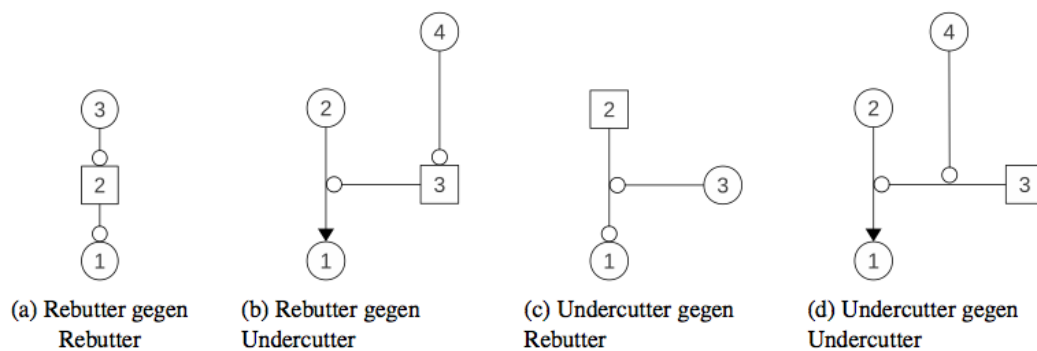 4
3
2
2
2
3
3
1
1
1
4
2
3
1
(a) Rebutter gegen
Rebutter
(b) Rebutter gegen
Undercutter
(c) Undercutter gegen
Rebutter
(d) Undercutter gegen
Undercutter